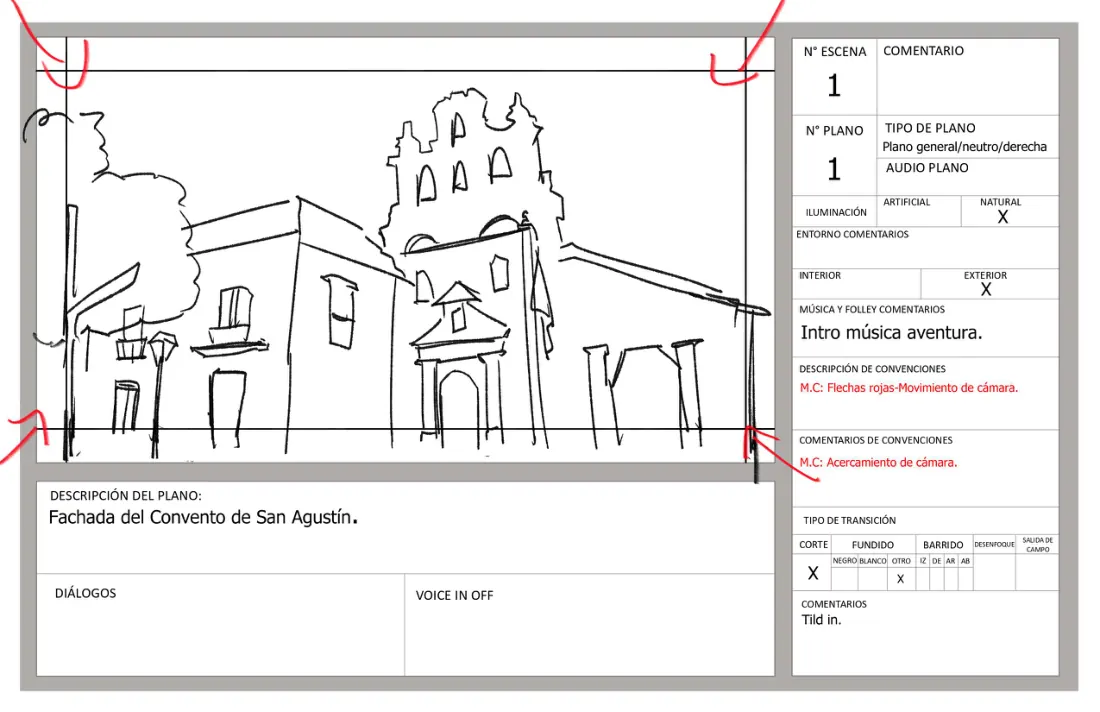 N° ESCENA
1
COMENTARIO
N° PLANO
1
TIPO DE PLANO
Plano general/neutro/derecha
AUDIO PLANO
ILUMINACIÓN
ARTIFICIAL
NATURAL
X
ENTORNO COMENTARIOS
INTERIOR
EXTERIOR
X
MÚSICA Y FOLLEY COMENTARIOS
Intro música aventura.
DESCRIPCIÓN DE CONVENCIONES
M.C: Flechas rojas-Movimiento de cámara.
COMENTARIOS DE CONVENCIONES
M.C: Acercamiento de cámara.
TIPO DE TRANSICIÓN
CORTE
FUNDIDO
BARRIDO
DESENFOQUE
SALIDA DE
CAMPO
NEGRO BLANCO OTRO
IZ DE AR AB
X
X
COMENTARIOS
Tild in.
DESCRIPCIÓN DEL PLANO:
Fachada del Convento de San Agustín.
DIÁLOGOS
VOICE IN OFF